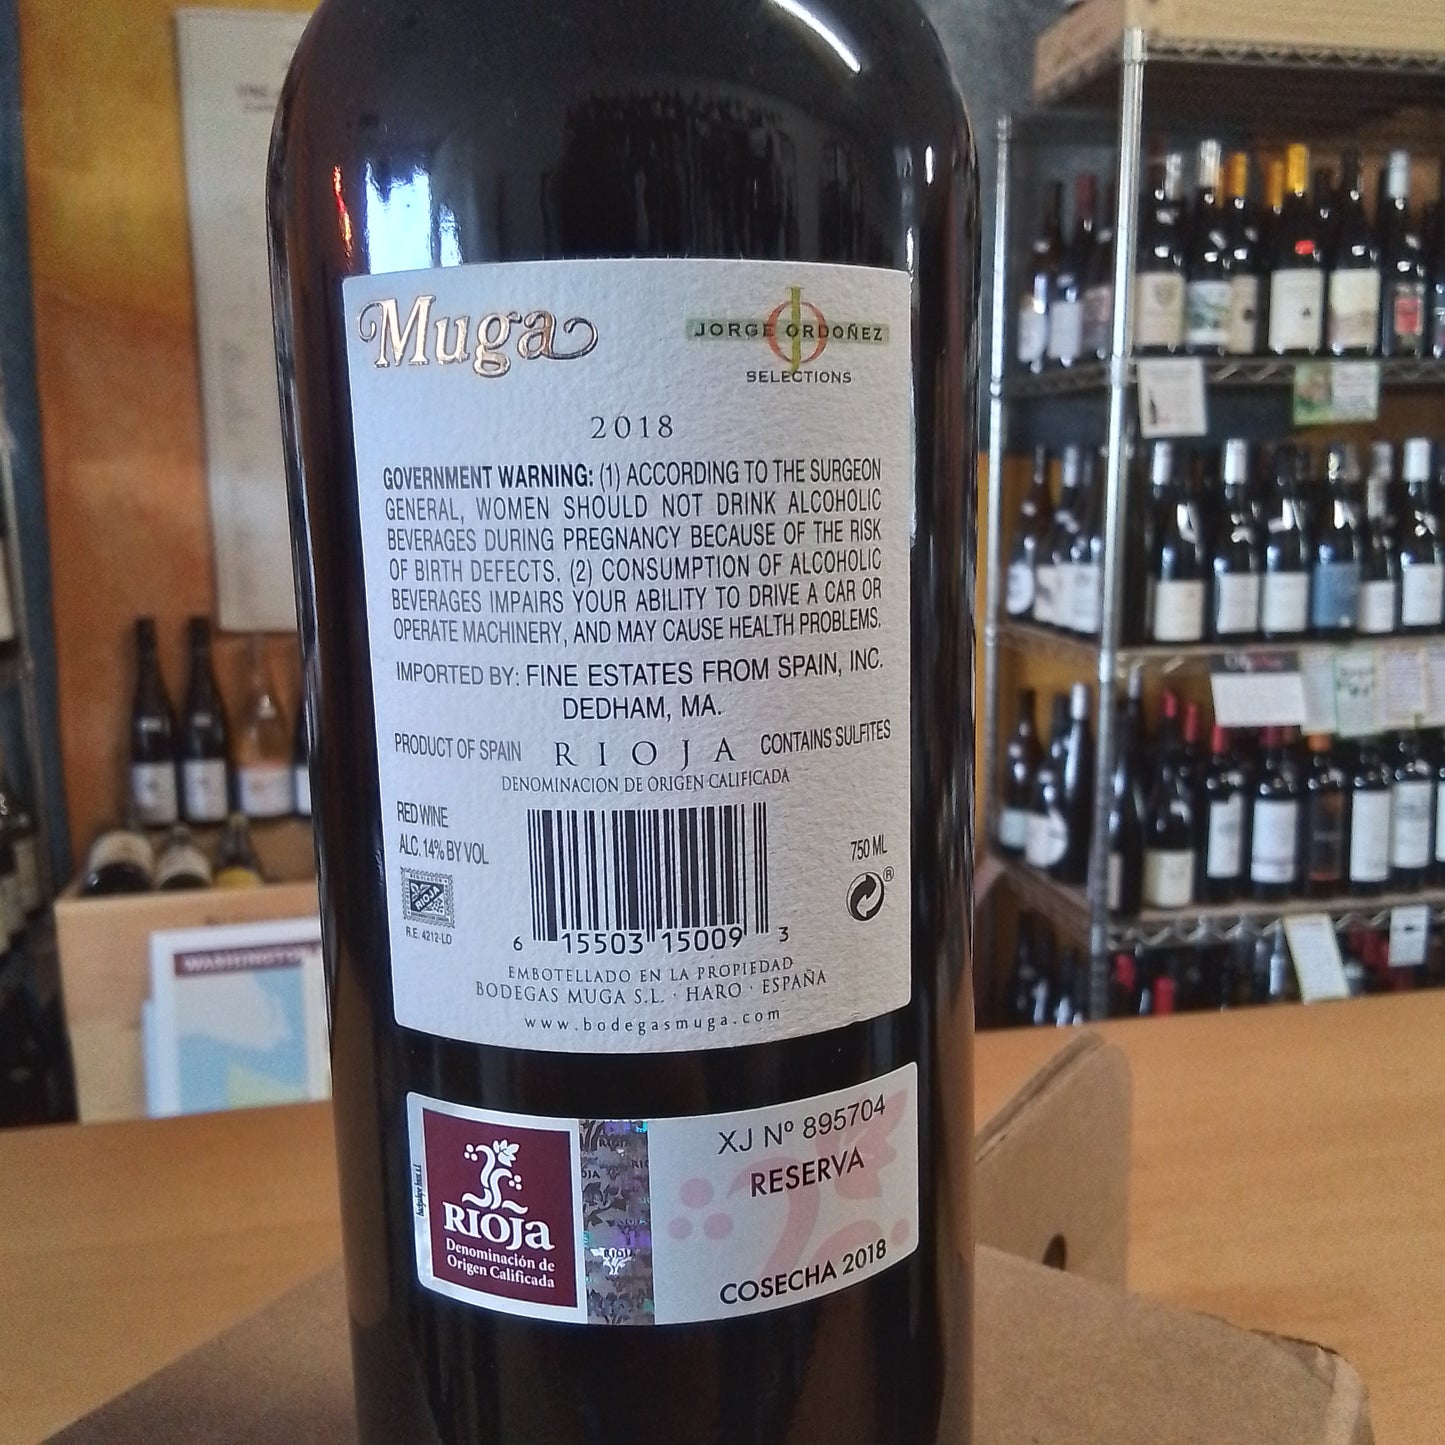 Muga
JORGE ORDOÑEZ
SELECTIONS
2018
GOVERNMENT WARNING: (1) ACCORDING TO THE SURGEON
GENERAL, WOMEN SHOULD NOT DRINK ALCOHOLIC
BEVERAGES DURING PREGNANCY BECAUSE OF THE RISK
OF BIRTH DEFECTS. (2) CONSUMPTION OF ALCOHOLIC
BEVERAGES IMPAIRS YOUR ABILITY TO DRIVE A CAR OR
OPERATE MACHINERY, AND MAY CAUSE HEALTH PROBLEMS.
IMPORTED BY: FINE ESTATES FROM SPAIN, INC.
DEDHAM, MA.
PRODUCT OF SPAIN RIOJA CONTAINS SULFITES
DENOMINACION DE ORIGEN CALIFICADA
RED WINE
ALC. 14% BY VOL
750 ML
®
RIOJA
R.E. 4212-LO
6 15503 15009 3
EMBOTELLADO EN LA PROPIEDAD
BODEGAS MUGA S.L. · HARO · ESPAÑA
www.bodegasmuga.com
WASHINGTON
XJ Nº 895704
RESERVA
COSECHA 2018
RIOJa
Denominación de
Origen Calificada
RIOJA